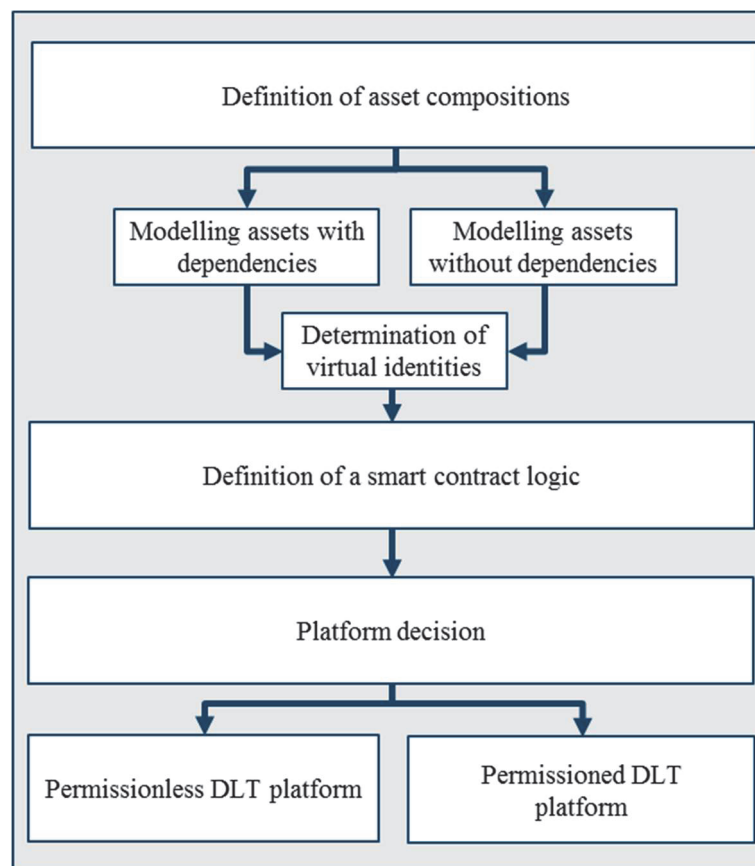 Definition of asset compositions
Modelling assets with
dependencies
Modelling assets
without dependencies
Determination of
virtual identities
Definition of a smart contract logic
Platform decision
Permissionless DLT platform
Permissioned DLT
platform